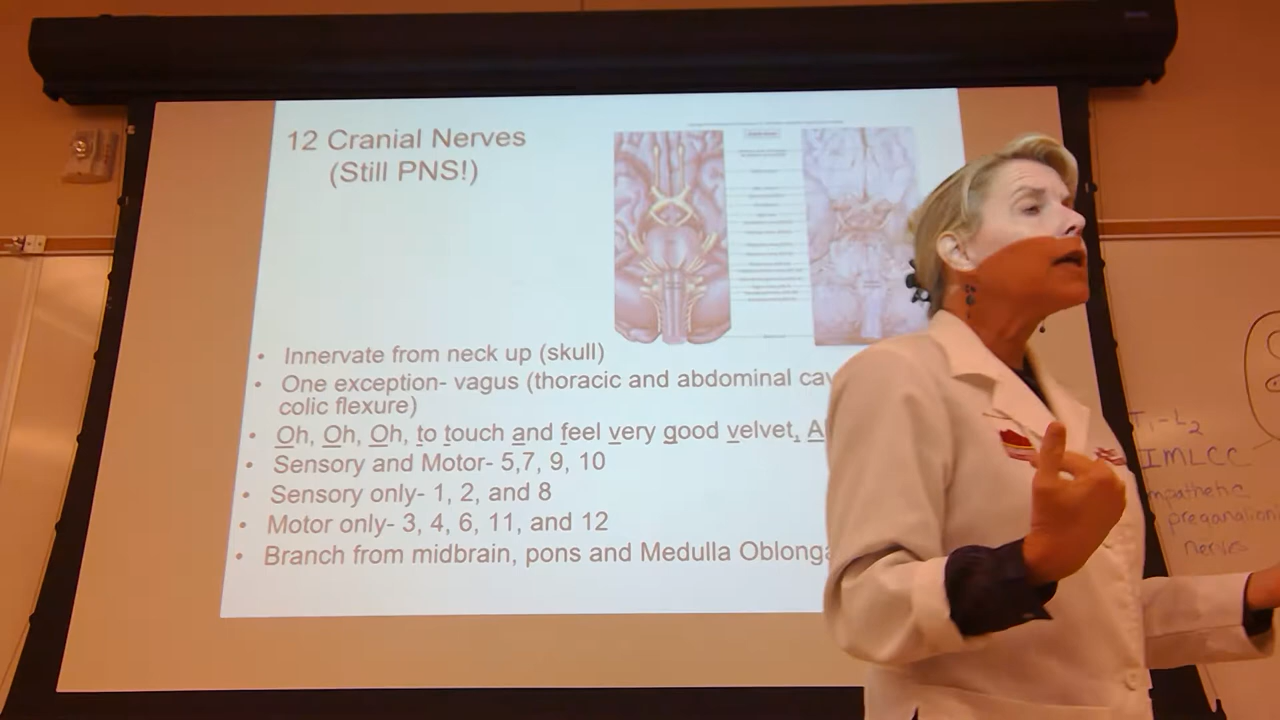 12 Cranial Nerves
(Still PNS!)
• Innervate from neck up (skull)
• One exception- vagus (thoracic and abdominal cav
colic flexure)
• Oh, Oh, Oh, to touch and feel very good velvet, A
• Sensory and Motor- 5,7, 9, 10
• Sensory only- 1, 2, and 8
• Motor only- 3, 4, 6, 11, and 12
• Branch from midbrain, pons and Medulla Oblonga
T1-L2
IMLCC
mpathetic
preganglion
nerves